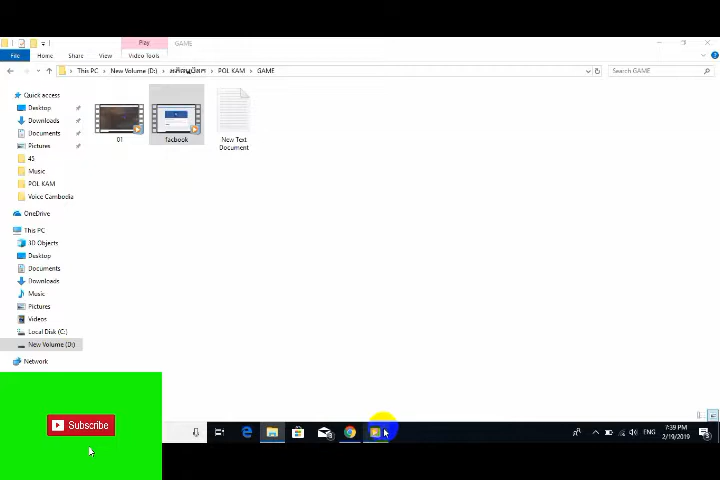 Play
GAME
File
Home
Share
View
Video Tools
This PC
New Volume (D:)
POL KAM
GAME
Search GAME
Quick access
Desktop
Downloads
Documents
Pictures
45
Music
POL KAM
Voice Cambodia
OneDrive
This PC
3D Objects
Desktop
Documents
Downloads
Music
Pictures
Videos
Local Disk (C:)
New Volume (D:)
Network
01
facbook
New Text
Document
Subscribe
ENG
7:39 PM
2/19/2019